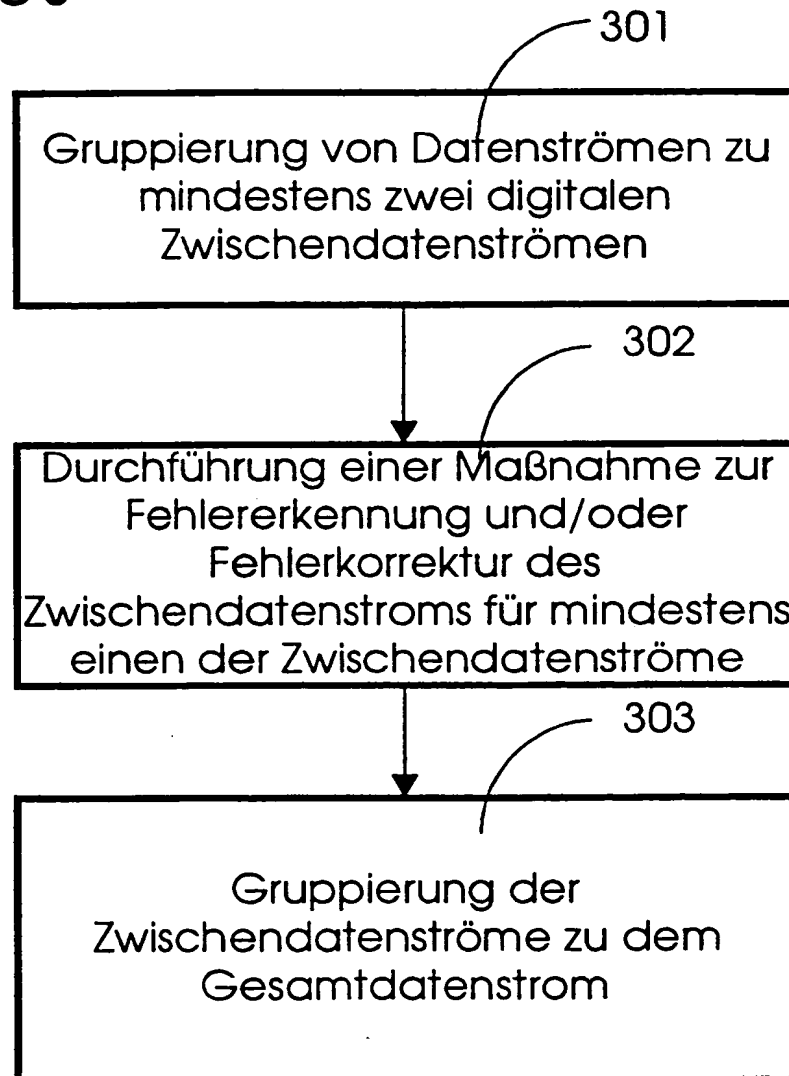 301
Gruppierung von Datenströmen zu
mindestens zwei digitalen
Zwischendatenströmen
302
Durchführung einer Maßnahme zur
Fehlererkennung und/oder
Fehlerkorrektur des
Zwischendatenstroms für mindestens
einen der Zwischendatenströme
303
Gruppierung der
Zwischendatenströme zu dem
Gesamtdatenstrom